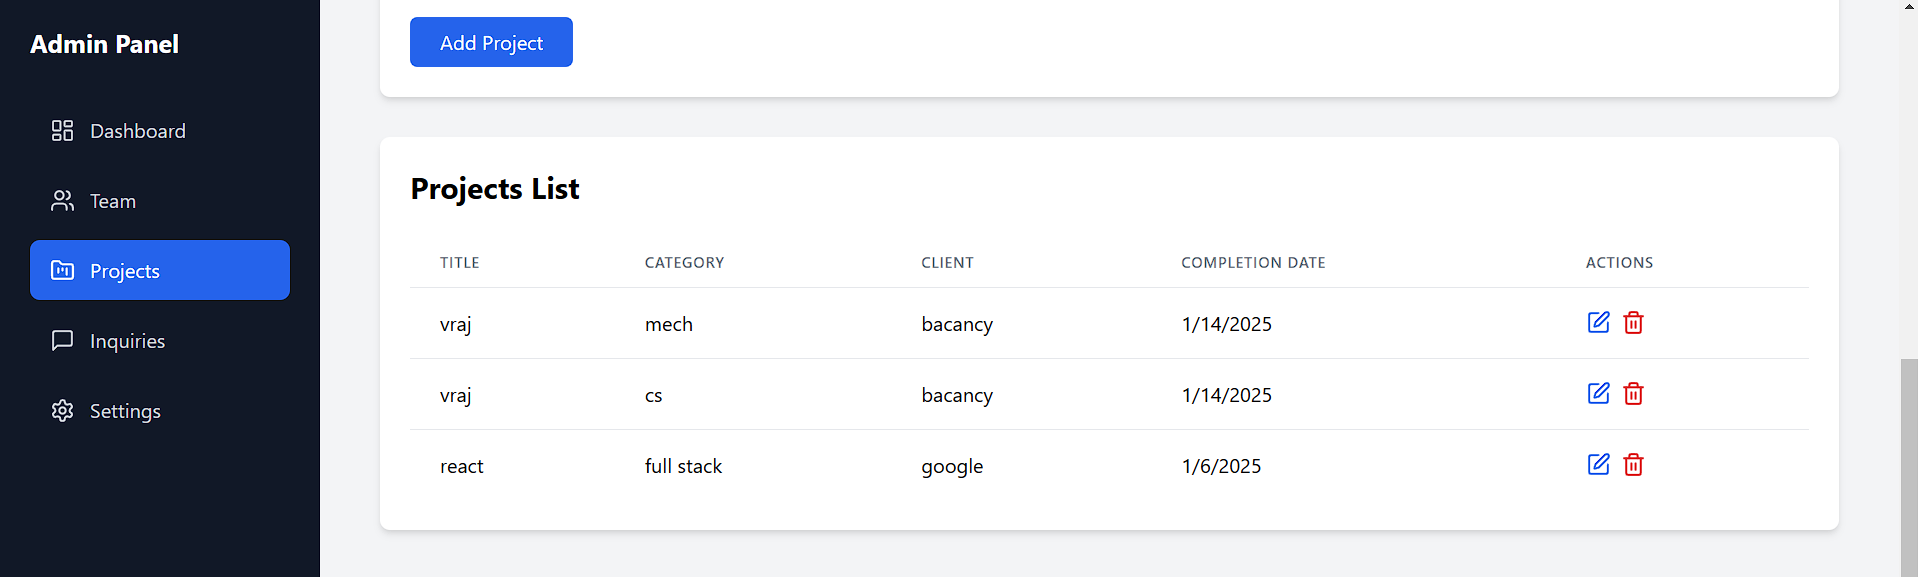 Admin Panel
Dashboard
Team
Projects
Inquiries
Settings
Add Project
Projects List
TITLE CATEGORY CLIENT COMPLETION DATE ACTIONS
vraj mech bacancy 1/14/2025
vraj cs bacancy 1/14/2025
react full stack google 1/6/2025